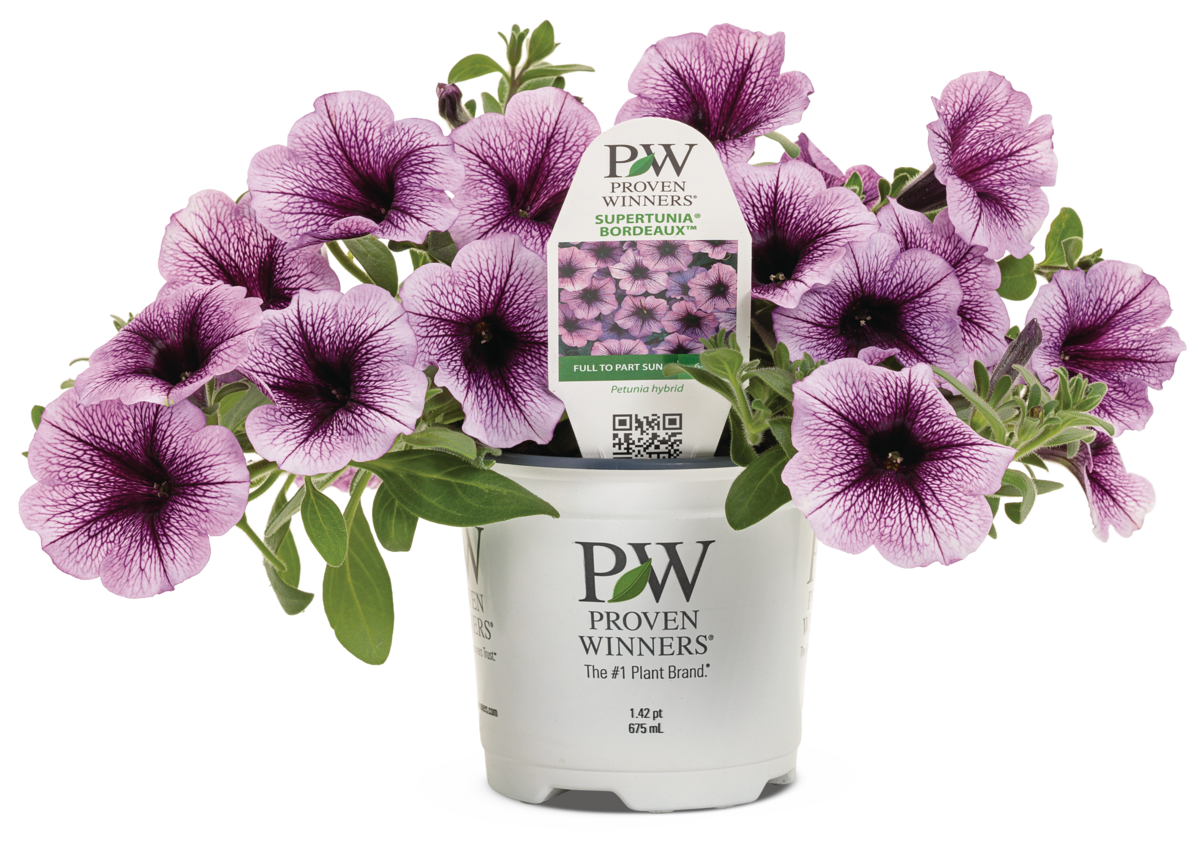 PW
PROVEN
WINNERS®
SUPERTUNIA®
BORDEAUX™
FULL TO PART SUN
Petunia hybrid
PW
PROVEN
WINNERS®
The #1 Plant Brand.*
1.42 pt
675 mL